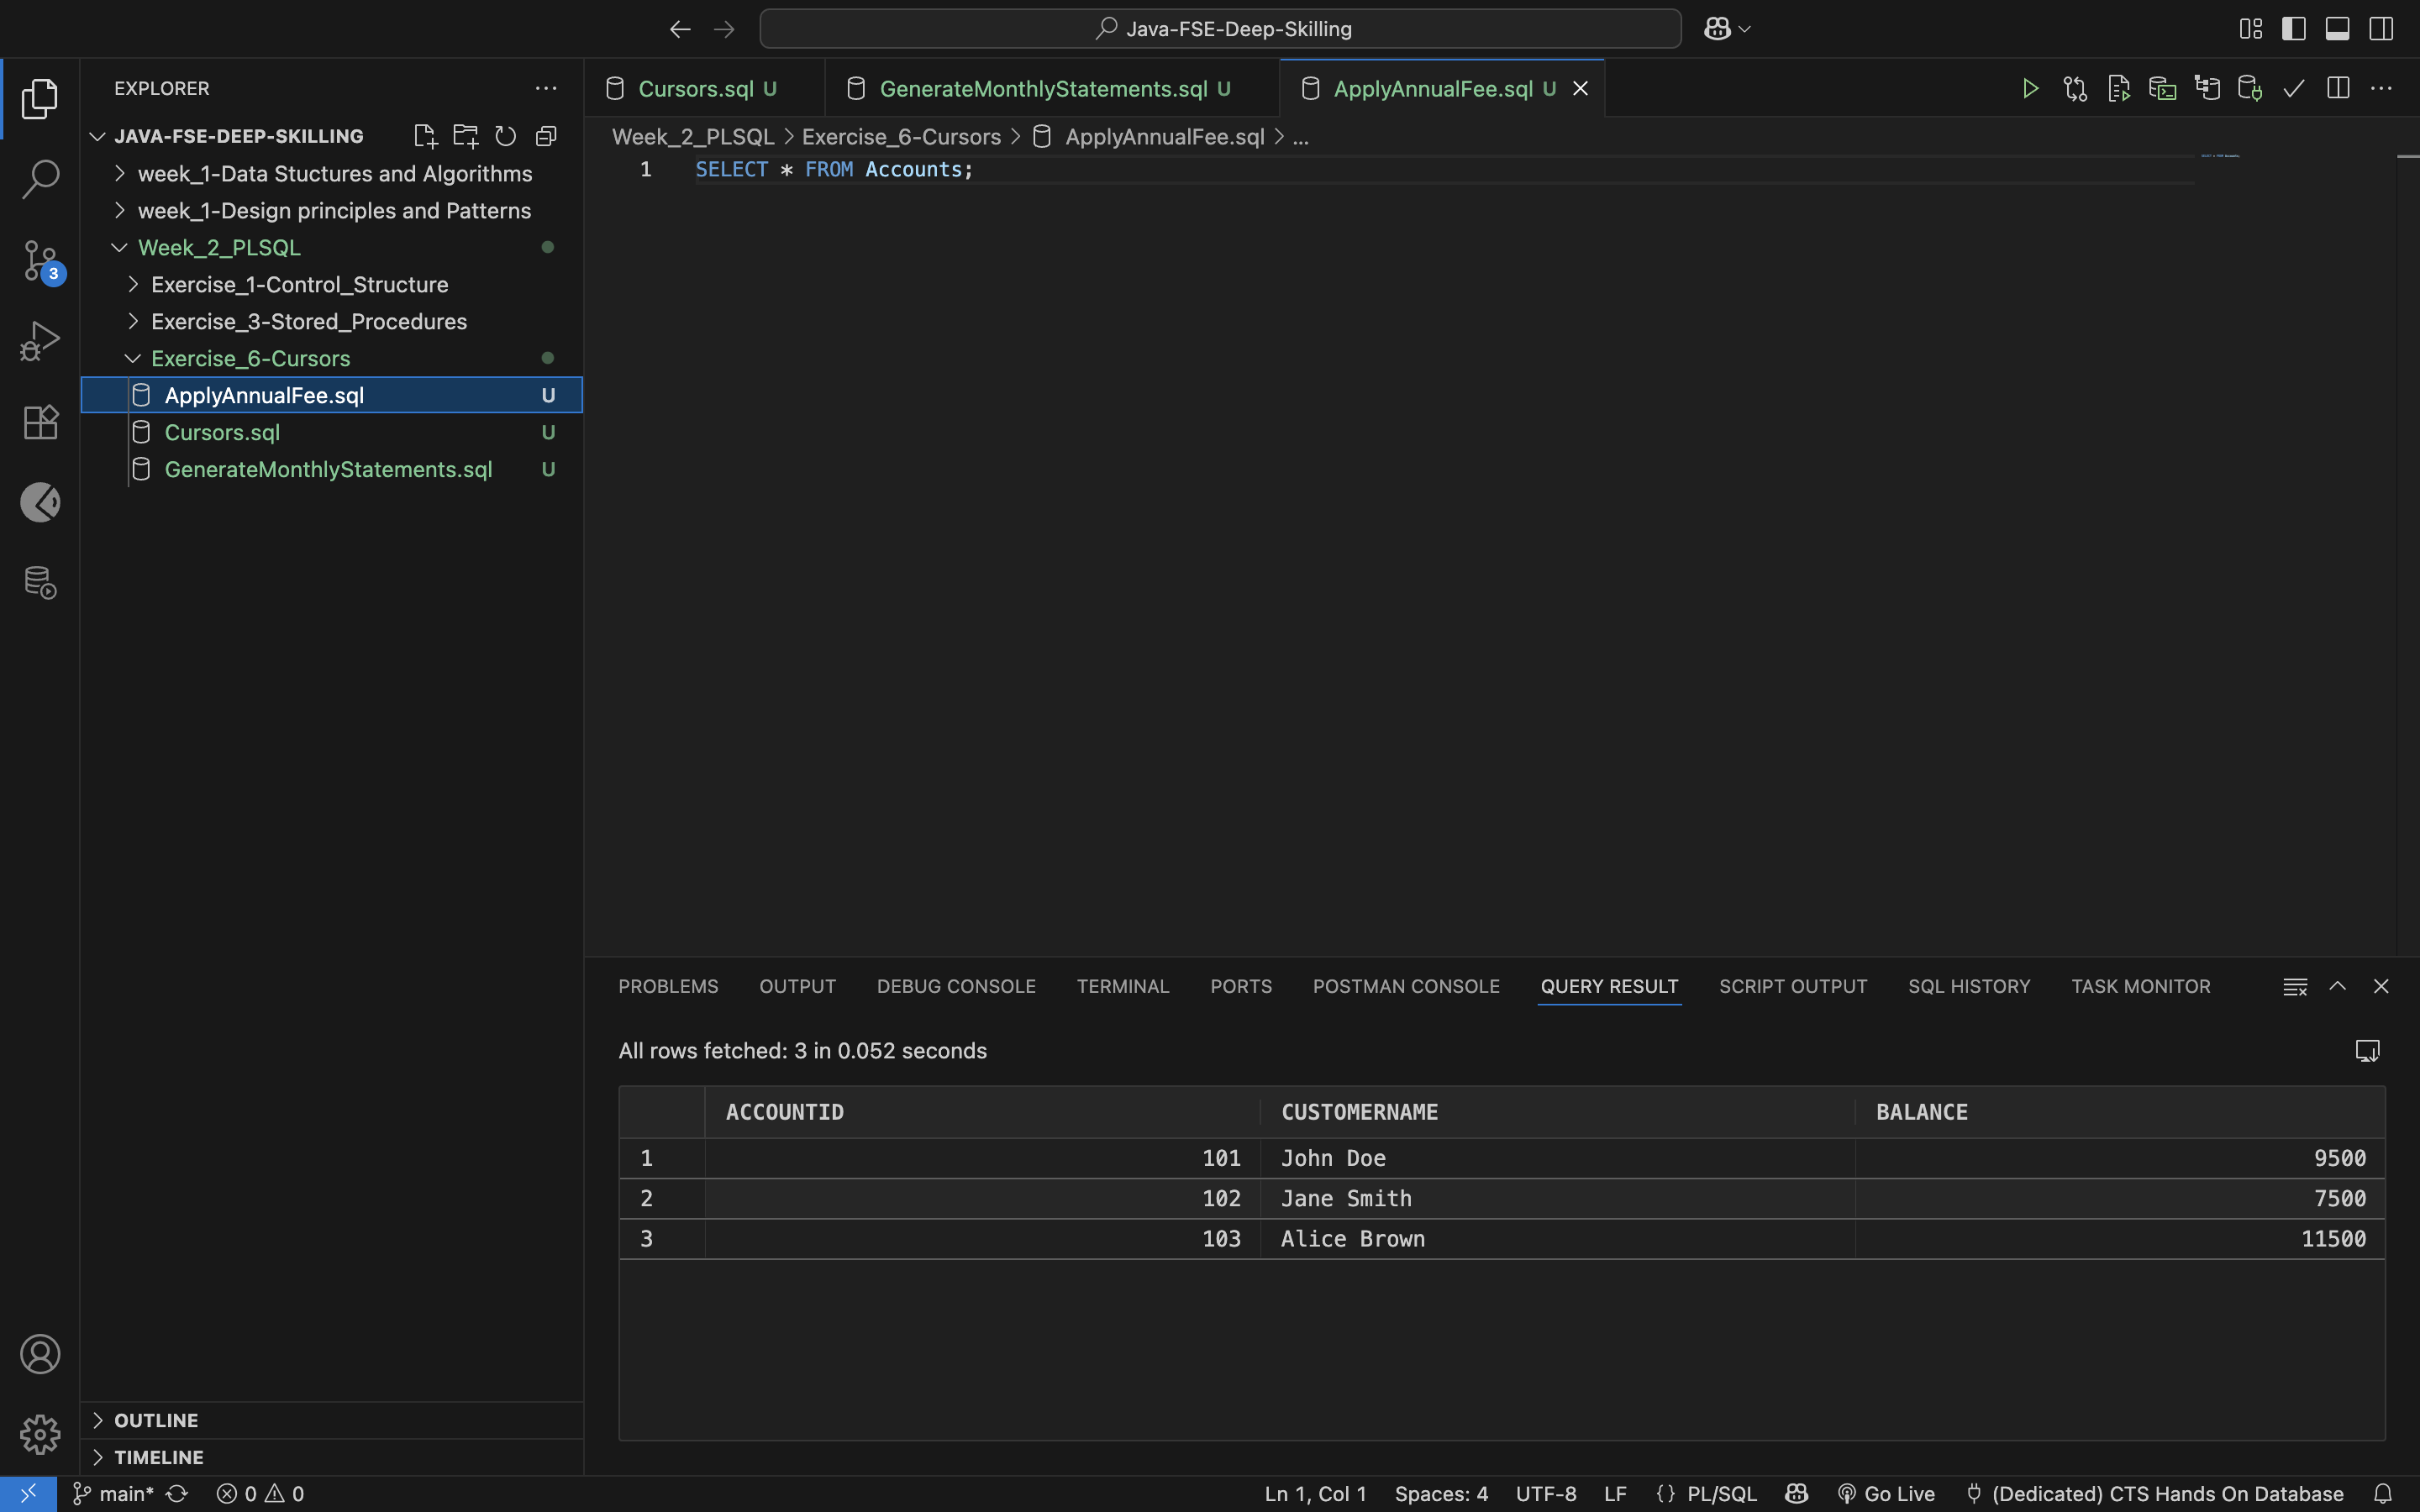 Java-FSE-Deep-Skilling
EXPLORER
JAVA-FSE-DEEP-SKILLING
week_1-Data Stuctures and Algorithms
week_1-Design principles and Patterns
Week_2_PLSQL
Exercise_1-Control_Structure
Exercise_3-Stored_Procedures
Exercise_6-Cursors
ApplyAnnualFee.sql U
Cursors.sql U
GenerateMonthlyStatements.sql U
3
OUTLINE
TIMELINE
Cursors.sql U GenerateMonthlyStatements.sql U ApplyAnnualFee.sql U
Week_2_PLSQL > Exercise_6-Cursors > ApplyAnnualFee.sql > ...
1 SELECT * FROM Accounts;
PROBLEMS OUTPUT DEBUG CONSOLE TERMINAL PORTS POSTMAN CONSOLE QUERY RESULT SCRIPT OUTPUT SQL HISTORY TASK MONITOR
All rows fetched: 3 in 0.052 seconds
ACCOUNTID CUSTOMERNAME BALANCE
1 101 John Doe 9500
2 102 Jane Smith 7500
3 103 Alice Brown 11500
main* 0 0 Ln 1, Col 1 Spaces: 4 UTF-8 LF {} PL/SQL Go Live (Dedicated) CTS Hands On Database